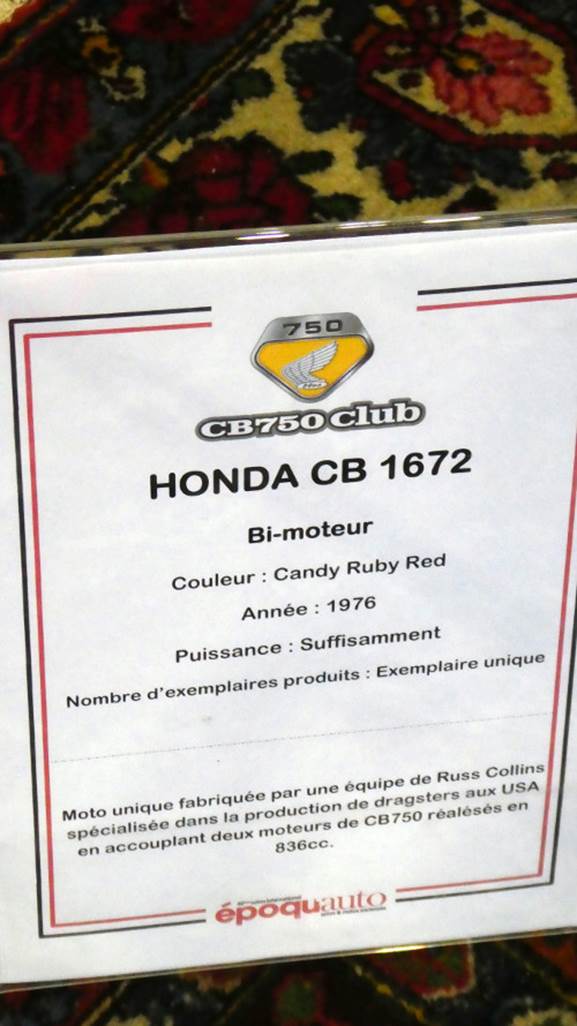 750
CB750 Club
HONDA CB 1672
Bi-moteur
Couleur : Candy Ruby Red
Année : 1976
Puissance : Suffisamment
Nombre d'exemplaires produits : Exemplaire unique
Moto unique fabriquée par une équipe de Russ Collins
spécialisée dans la production de dragsters aux USA
en accouplant deux moteurs de CB750 réalésés en
836cc.
époquauto